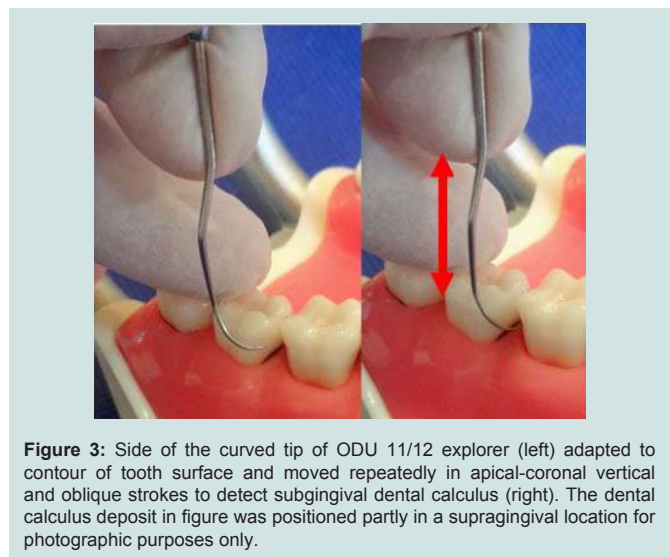 Figure 3: Side of the curved tip of ODU 11/12 explorer (left) adapted to
contour of tooth surface and moved repeatedly in apical-coronal vertical
and oblique strokes to detect subgingival dental calculus (right). The dental
calculus deposit in figure was positioned partly in a supragingival location for
photographic purposes only.